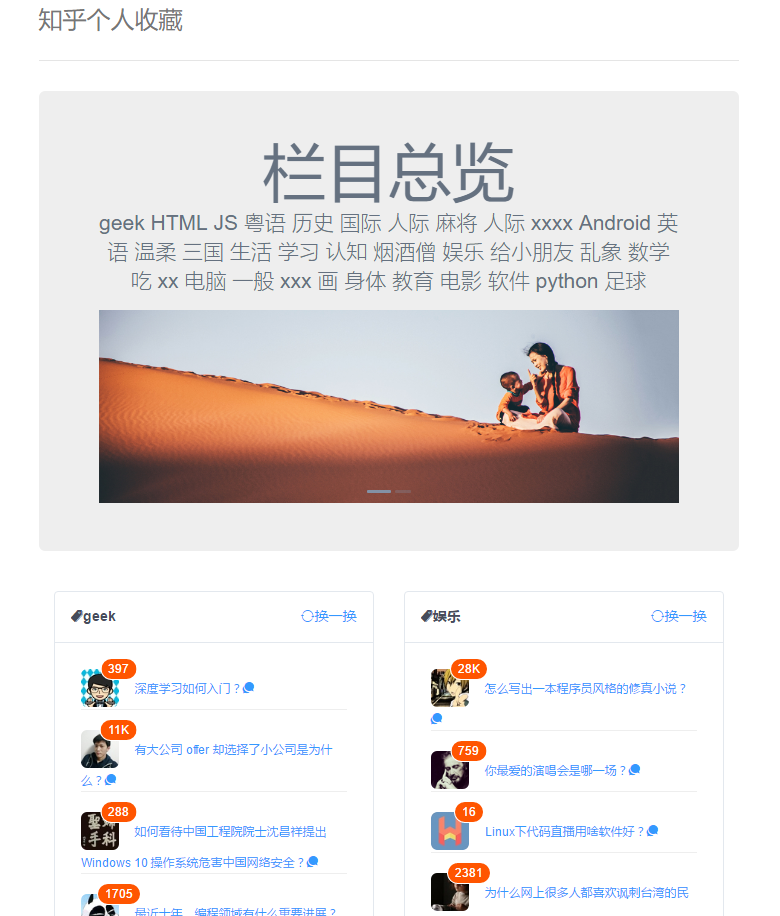 知乎个人收藏
栏目总览
geek HTML JS 粤语 历史 国际 人际 麻将 人际 xxxx Android 英
语 温柔 三国 生活 学习 认知 烟酒僧 娱乐 给小朋友 乱象 数学
吃 xx 电脑 一般 xxx 画 身体 教育 电影 软件 python 足球
geek
换一换
397
深度学习如何入门？
11K
有大公司 offer 却选择了小公司是为什
么？
288
如何看待中国工程院院士沈昌祥提出
Windows 10 操作系统危害中国网络安全？
1705
最近十年，编程领域有什么重要进展？
娱乐
换一换
28K
怎么写出一本程序员风格的修真小说？
759
你最爱的演唱会是哪一场？
16
Linux下代码直播用啥软件好？
2381
为什么网上很多人都喜欢讽刺台湾的民